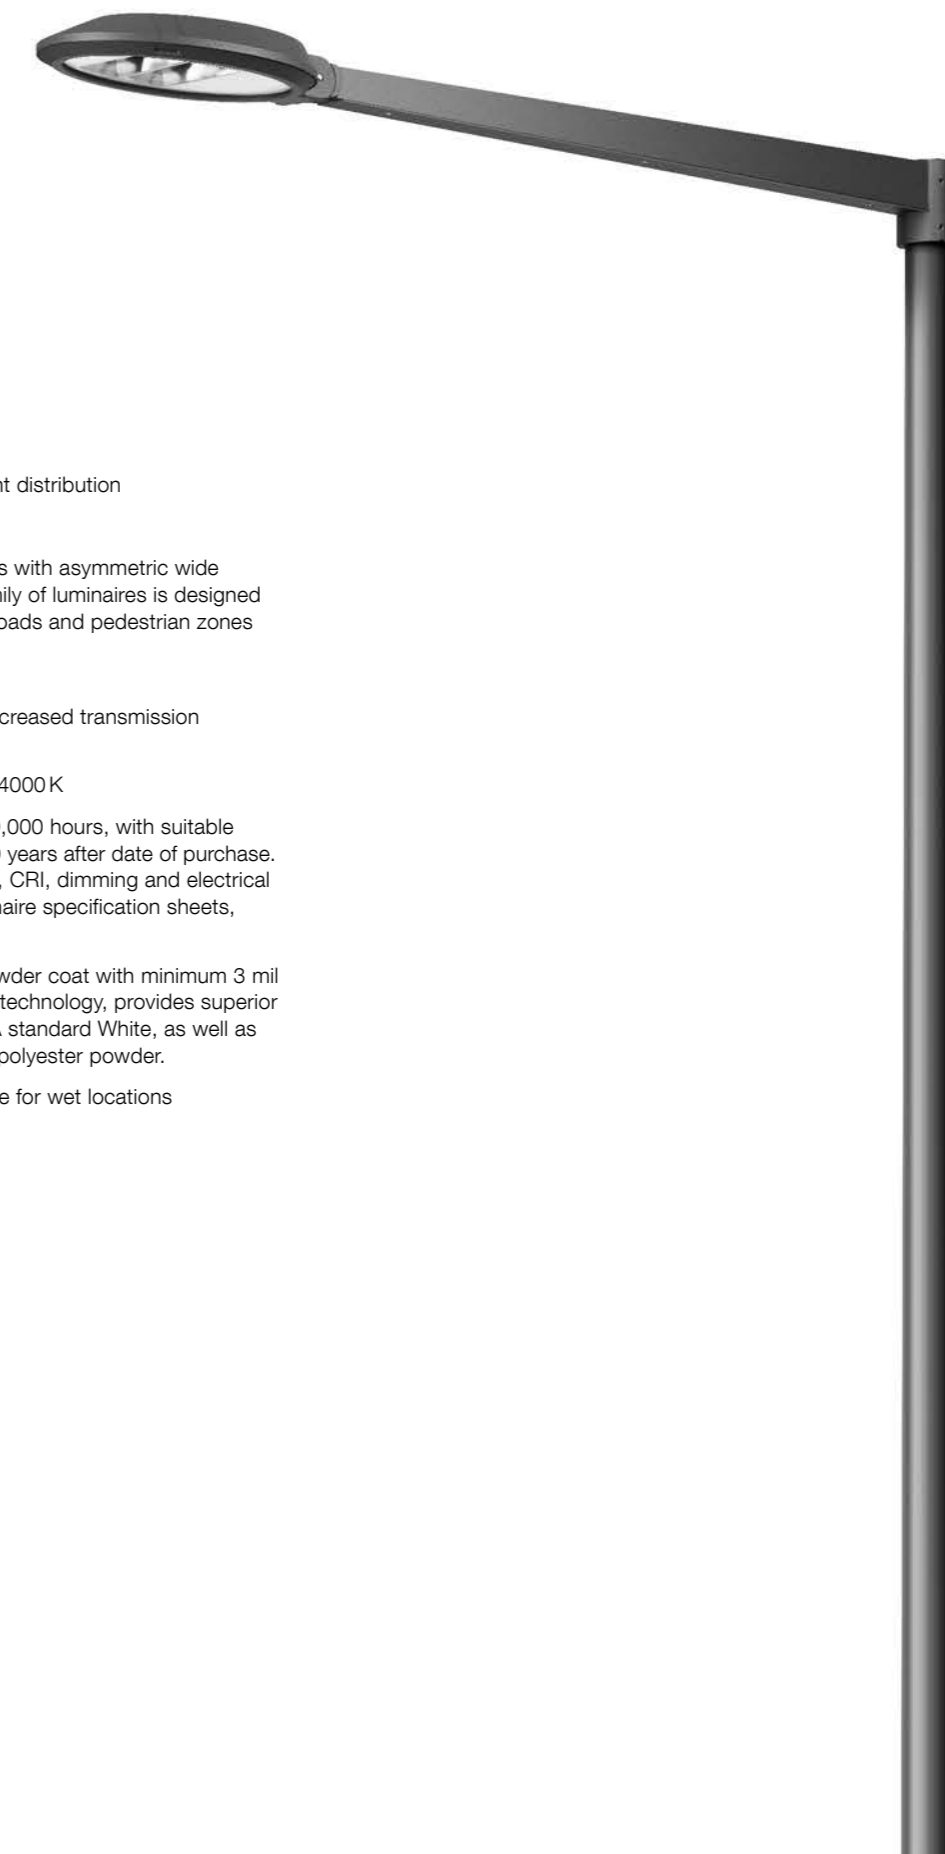 nt distribution
s with asymmetric wide
nily of luminaires is designed
oads and pedestrian zones
creased transmission
4000 K
,000 hours, with suitable
years after date of purchase.
, CRI, dimming and electrical
naire specification sheets,
wder coat with minimum 3 mil
technology, provides superior
standard White, as well as
polyester powder.
e for wet locations